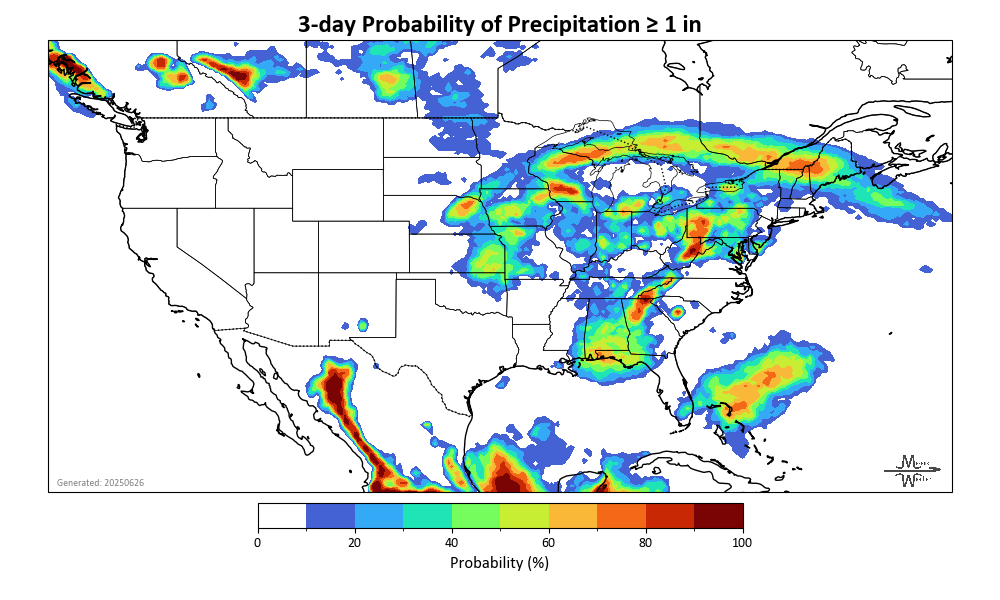 3-day Probability of Precipitation ≥ 1 in
Generated: 20250626
0 20 40 60 80 100
Probability (%)